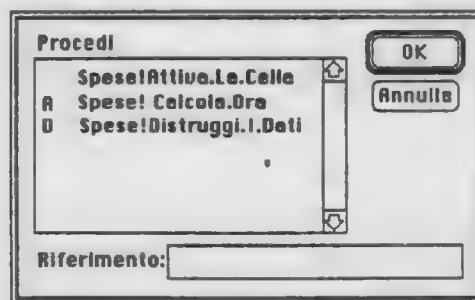 Procedi
OK
Spese!Attiva.La.Cella
Annulla
A Spese! Calcola.Ora
D Spese!Distruggi.I.Dati
Riferimento: